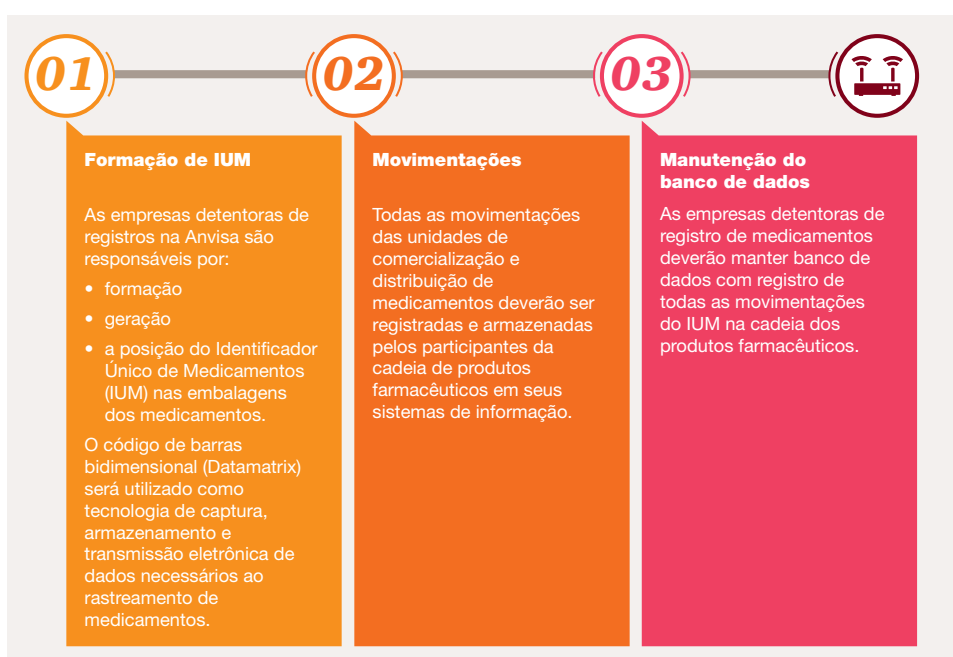 01
02
03
Formação de IUM
As empresas detentoras de
registros na Anvisa são
responsáveis por:
• formação
• geração
• a posição do Identificador
Único de Medicamentos
(IUM) nas embalagens
dos medicamentos.
O código de barras
bidimensional (Datamatrix)
será utilizado como
tecnologia de captura,
armazenamento e
transmissão eletrônica de
dados necessários ao
rastreamento de
medicamentos.
Movimentações
Todas as movimentações
das unidades de
comercialização e
distribuição de
medicamentos deverão ser
registradas e armazenadas
pelos participantes da
cadeia de produtos
farmacêuticos em seus
sistemas de informação.
Manutenção do
banco de dados
As empresas detentoras de
registro de medicamentos
deverão manter banco de
dados com registro de
todas as movimentações
do IUM na cadeia dos
produtos farmacêuticos.